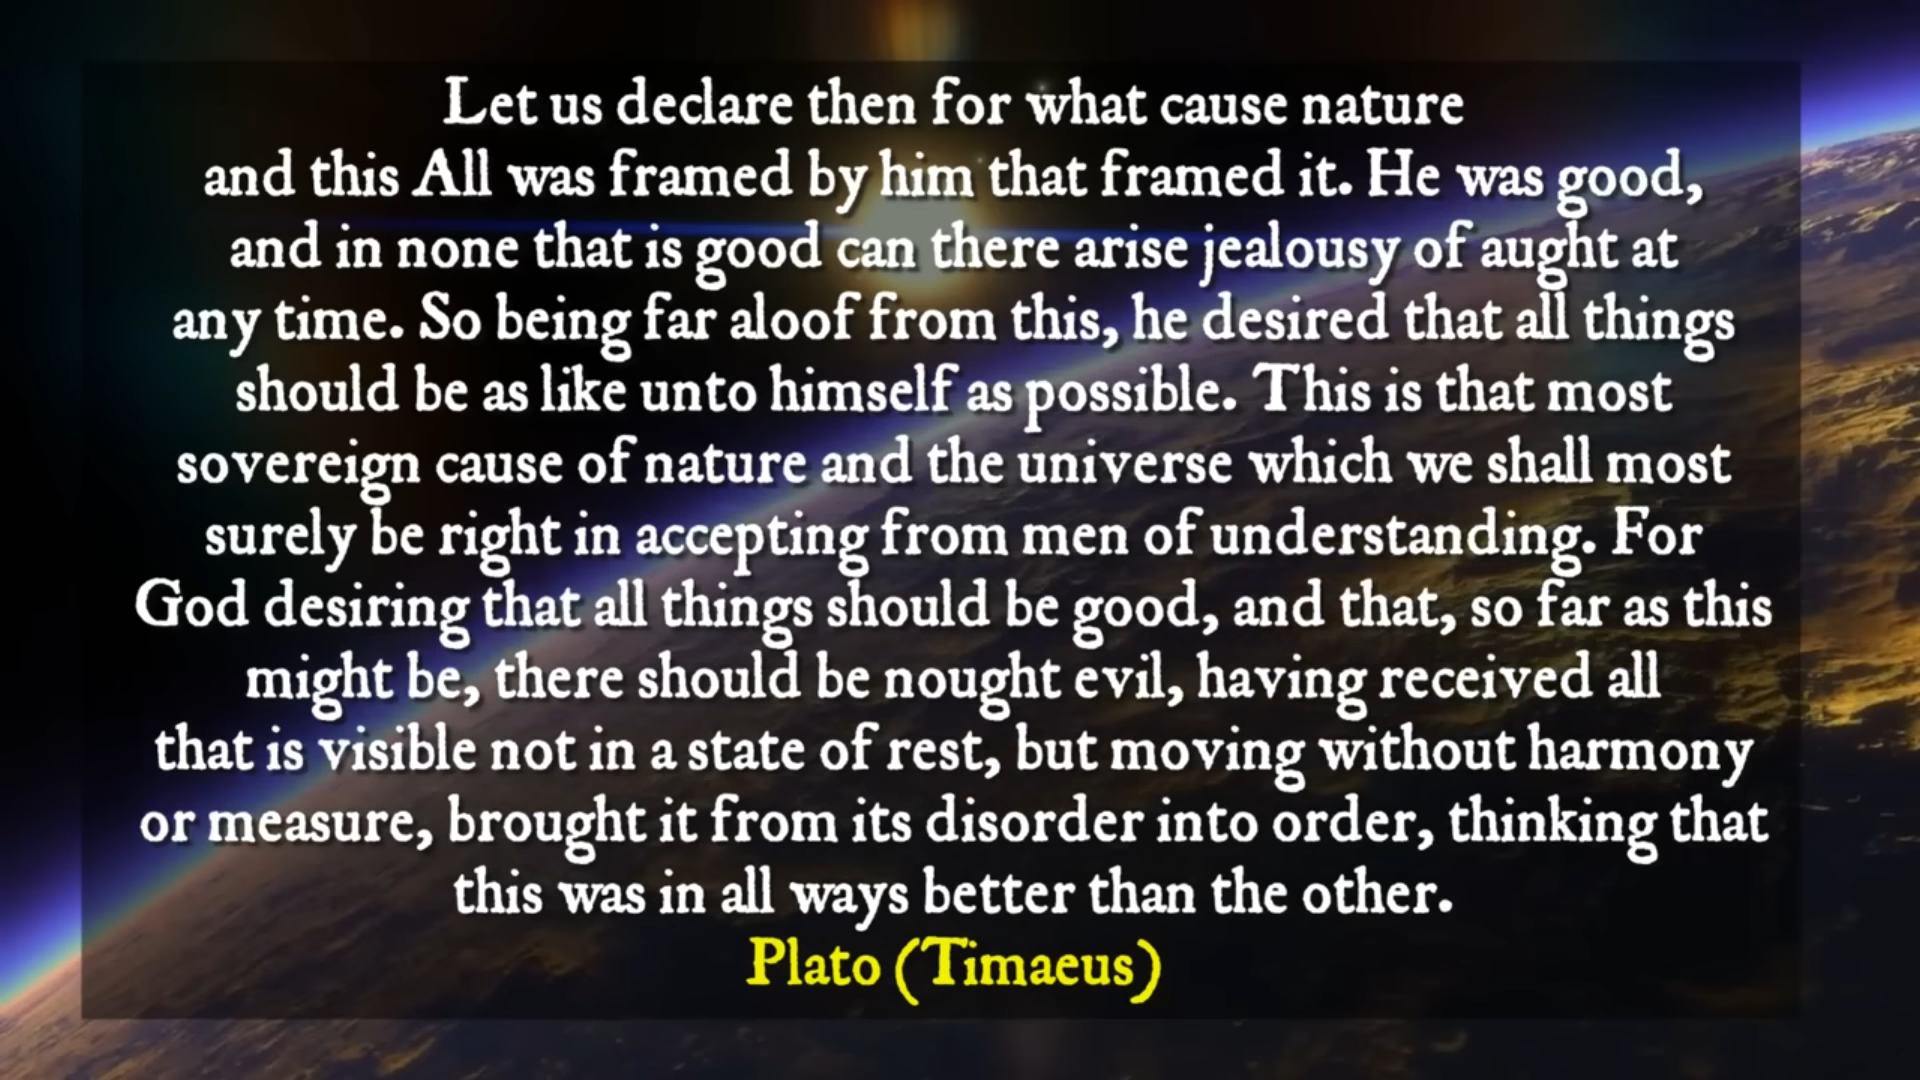 Let us declare then for what cause nature
and this All was framed by him that framed it. He was good,
and in none that is good can there arise jealousy of aught at
any time. So being far aloof from this, he desired that all things
should be as like unto himself as possible. This is that most
sovereign cause of nature and the universe which we shall most
surely be right in accepting from men of understanding. For
God desiring that all things should be good, and that, so far as this
might be, there should be nought evil, having received all
that is visible not in a state of rest, but moving without harmony
or measure, brought it from its disorder into order, thinking that
this was in all ways better than the other.
Plato (Timaeus)